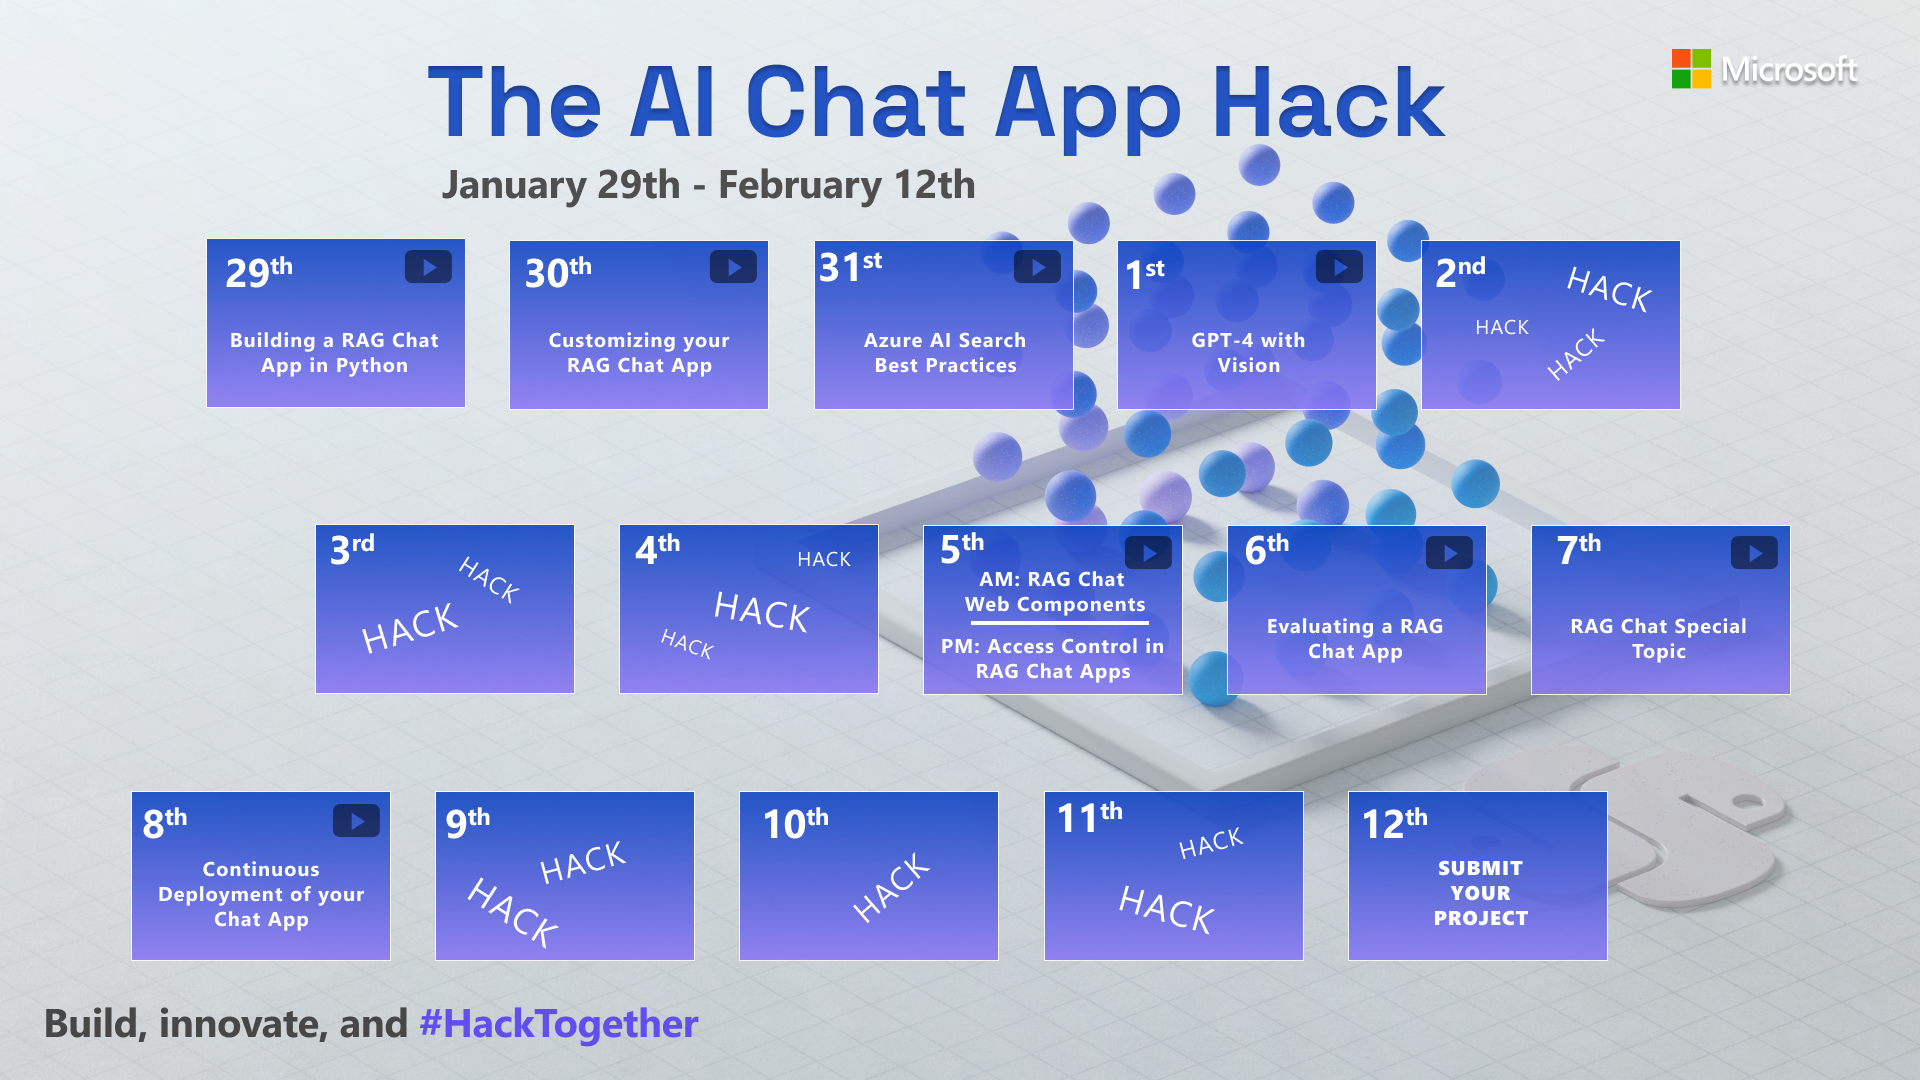 The AI Chat App Hack
Microsoft
January 29th - February 12th
29th
Building a RAG Chat
App in Python
30th
Customizing your
RAG Chat App
31st
Azure AI Search
Best Practices
1st
GPT-4 with
Vision
2nd
HACK
HACK
HACK
3rd
HACK
HACK
4th
HACK
HACK
HACK
5th
AM: RAG Chat
Web Components
PM: Access Control in
RAG Chat Apps
6th
Evaluating a RAG
Chat App
7th
RAG Chat Special
Topic
8th
Continuous
Deployment of your
Chat App
9th
HACK
HACK
10th
HACK
11th
HACK
HACK
12th
SUBMIT
YOUR
PROJECT
Build, innovate, and #HackTogether